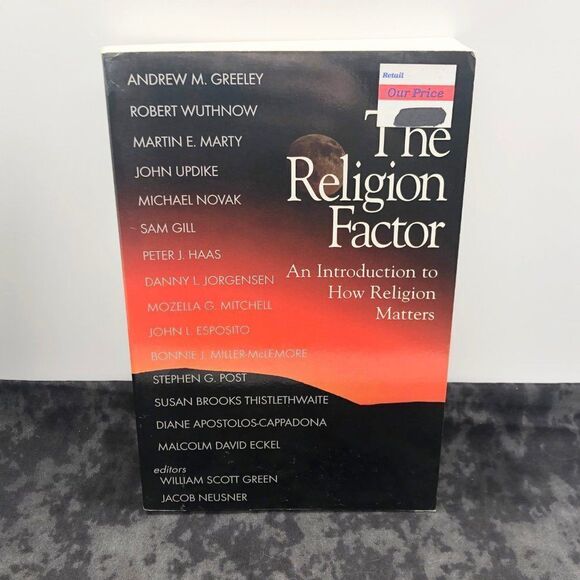 ANDREW M. GREELEY
ROBERT WUTHNOW
MARTIN E. MARTY
JOHN UPDIKE
MICHAEL NOVAK
SAM GILL
PETER J. HAAS
DANNY L. JORGENSEN
MOZELLA G. MITCHELL
JOHN L. ESPOSITO
BONNIE J. MILLER-McLEMORE
STEPHEN G. POST
SUSAN BROOKS THISTLETHWAITE
DIANE APOSTOLOS-CAPPADONA
MALCOLM DAVID ECKEL
editors
WILLIAM SCOTT GREEN
JACOB NEUSNER
Retail
Our Price
The
Religion
Factor
An Introduction to
How Religion
Matters